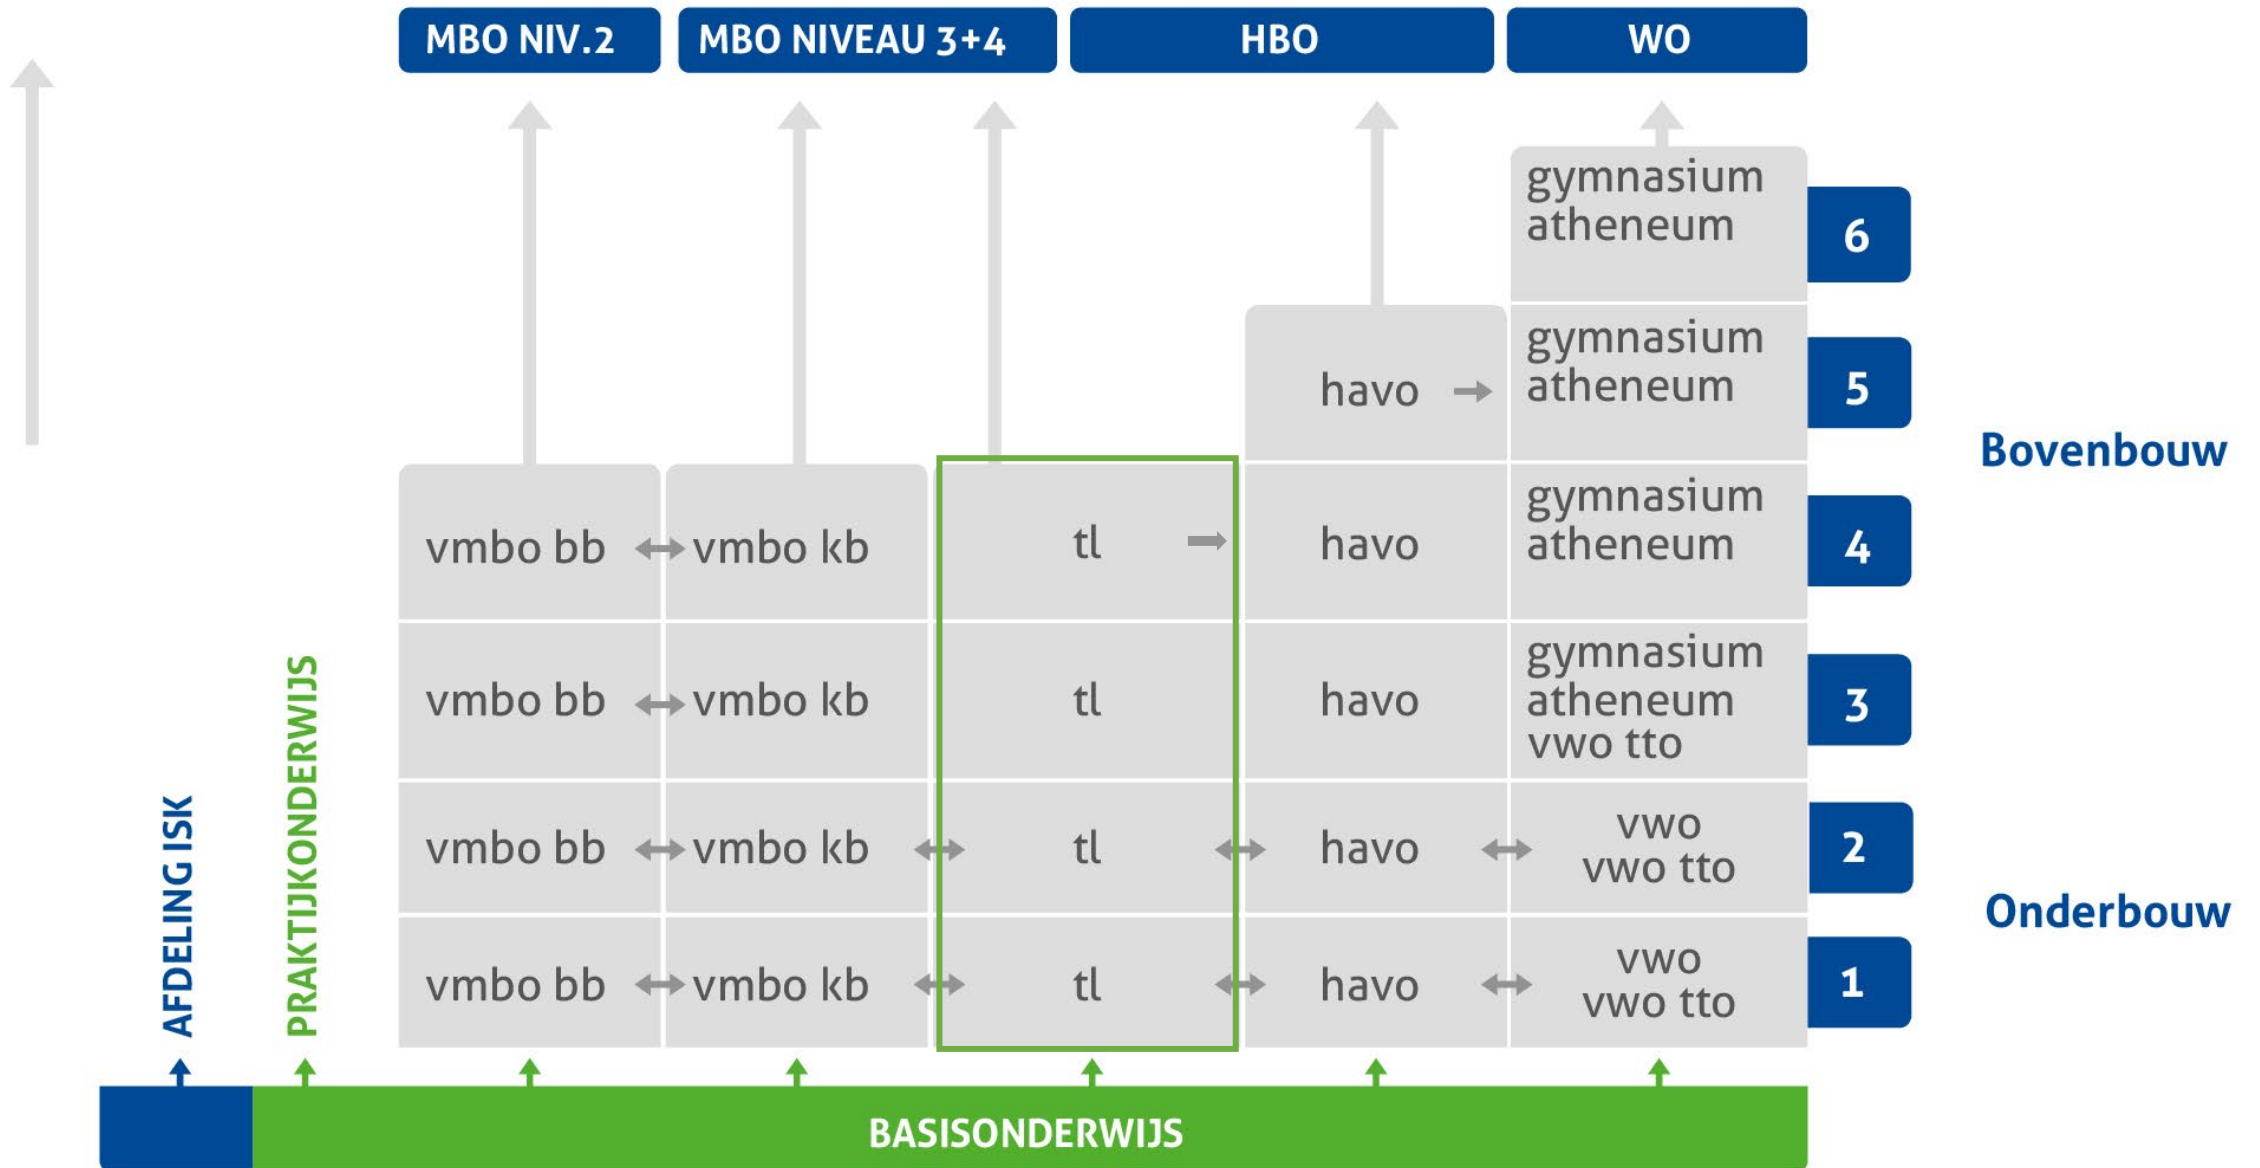 MBO NIV.2
MBO NIVEAU 3+4
HBO
WO
gymnasium
atheneum
6
havo
gymnasium
atheneum
5
Bovenbouw
vmbo bb
vmbo kb
tl
havo
gymnasium
atheneum
4
vmbo bb
vmbo kb
tl
havo
gymnasium
atheneum
vwo tto
3
vmbo bb
vmbo kb
tl
havo
vwo
vwo tto
2
Onderbouw
vmbo bb
vmbo kb
tl
havo
vwo
vwo tto
1
AFDELING ISK
PRAKTIJKONDERWIJS
BASISONDERWIJS